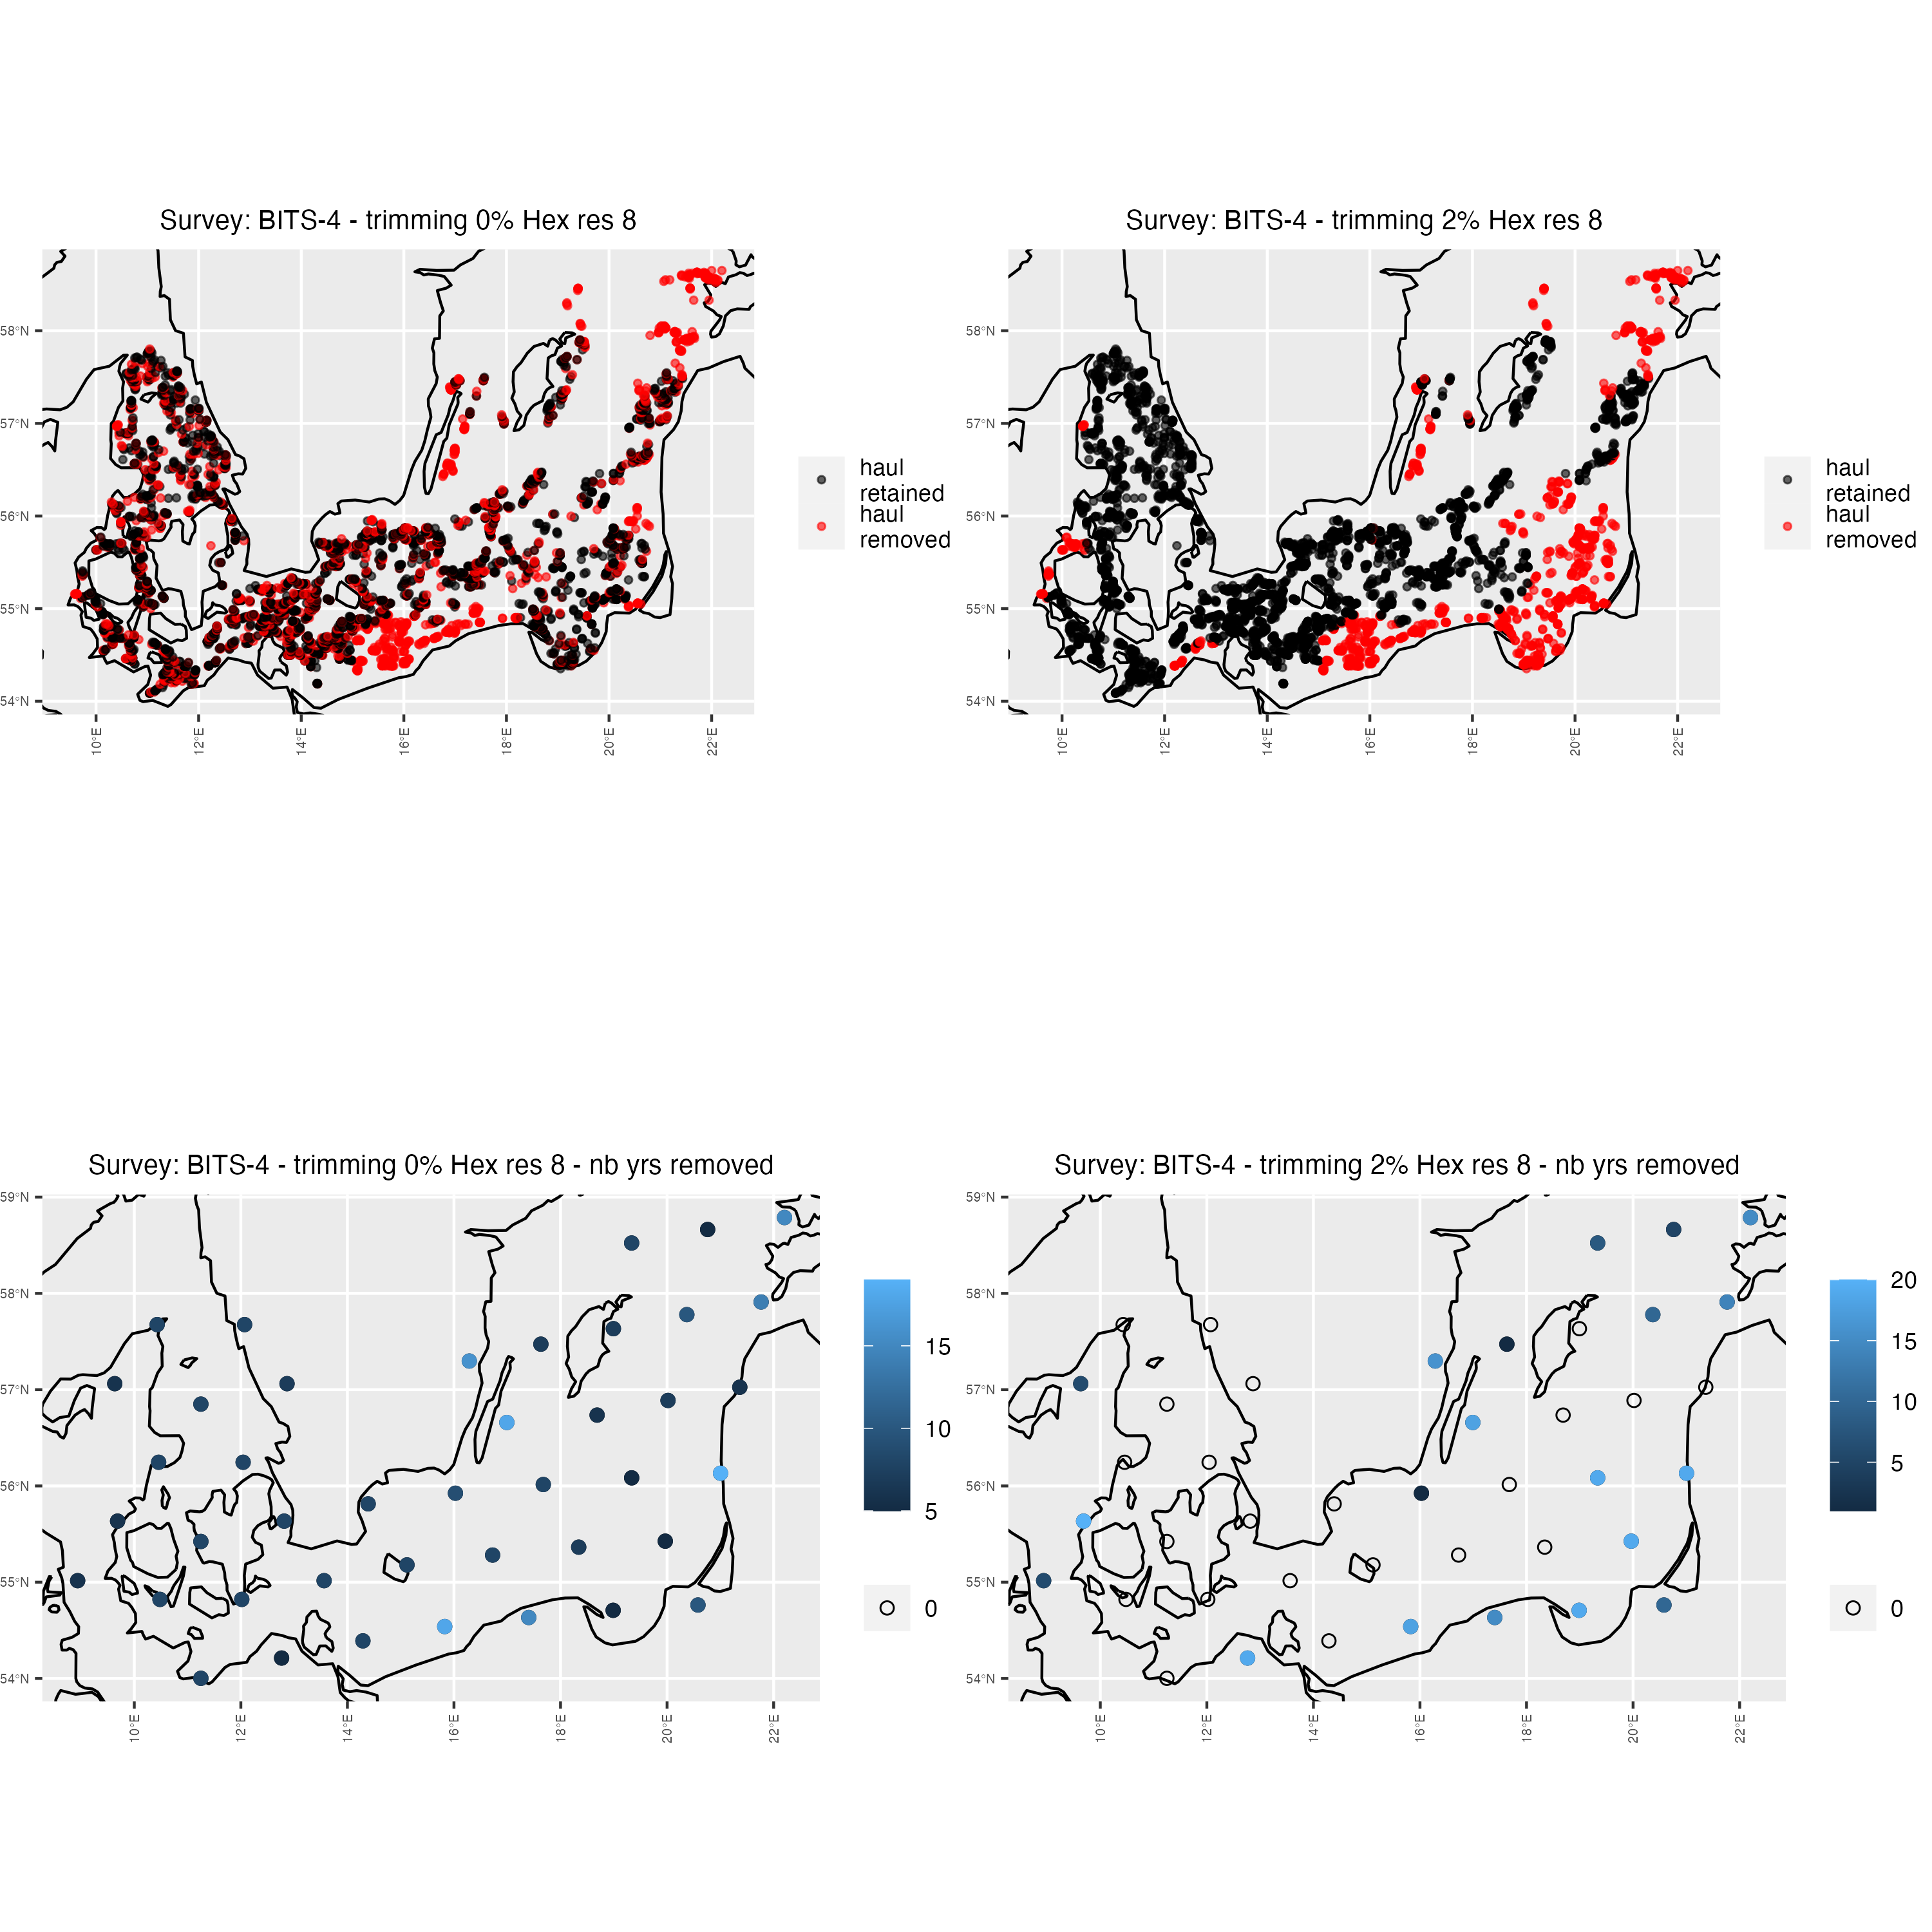 Survey: BITS-4 - trimming 0% Hex res 8
58°N
57°N
56°N
55°N
54°N
10°E
12°E
14°E
16°E
18°E
20°E
22°E
haul
retained
haul
removed
Survey: BITS-4 - trimming 2% Hex res 8
58°N
57°N
56°N
55°N
54°N
10°E
12°E
14°E
16°E
18°E
20°E
22°E
haul
retained
haul
removed
Survey: BITS-4 - trimming 0% Hex res 8 - nb yrs removed
59°N
58°N
57°N
56°N
55°N
54°N
10°E
12°E
14°E
16°E
18°E
20°E
22°E
15
10
5
0
Survey: BITS-4 - trimming 2% Hex res 8 - nb yrs removed
59°N
58°N
57°N
56°N
55°N
54°N
10°E
12°E
14°E
16°E
18°E
20°E
22°E
20
15
10
5
0